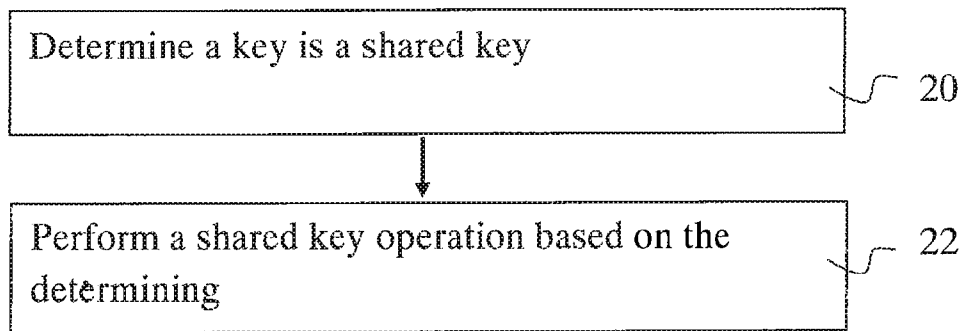 Determine a key is a shared key
20
Perform a shared key operation based on the
determining
22